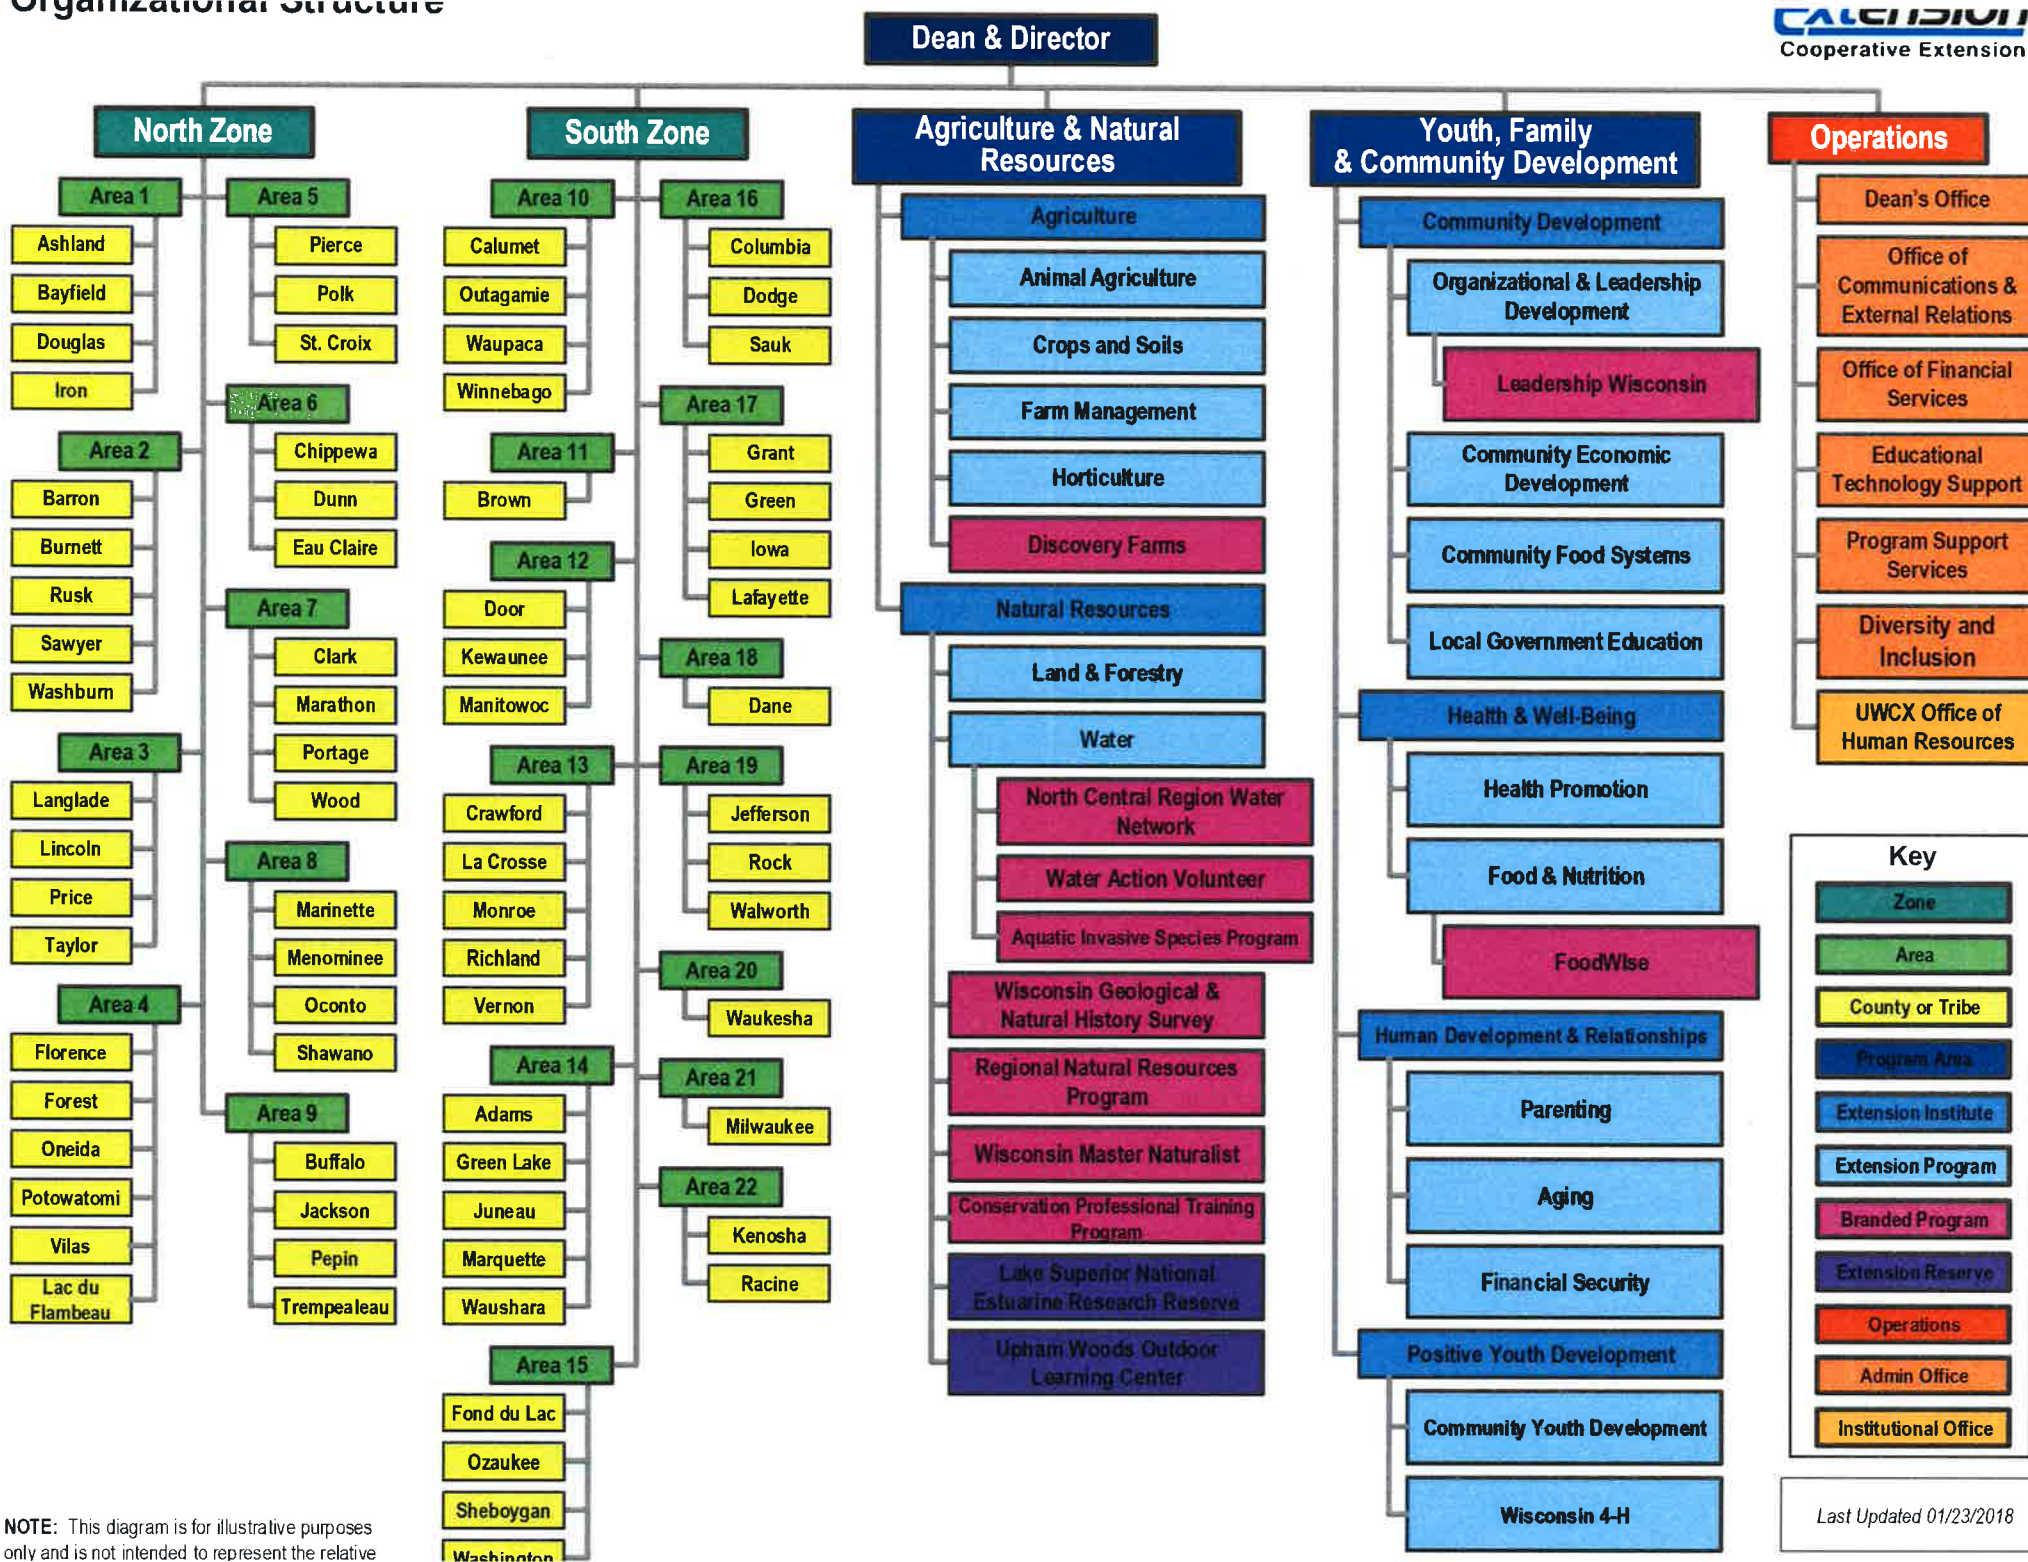 Organizational Structure
Extension
Cooperative Extension
Dean & Director
North Zone
Area 1
Ashland
Bayfield
Douglas
Iron
Area 2
Barron
Burnett
Rusk
Sawyer
Washburn
Area 3
Langlade
Lincoln
Price
Taylor
Area 4
Florence
Forest
Oneida
Potowatomi
Vilas
Lac du
Flambeau
Area 5
Pierce
Polk
St. Croix
Area 6
Chippewa
Dunn
Eau Claire
Area 7
Clark
Marathon
Portage
Wood
Area 8
Marinette
Menominee
Oconto
Shawano
Area 9
Buffalo
Jackson
Pepin
Trempealeau
South Zone
Area 10
Calumet
Outagamie
Waupaca
Winnebago
Area 11
Brown
Area 12
Door
Kewaunee
Manitowoc
Area 13
Crawford
La Crosse
Monroe
Richland
Vernon
Area 14
Adams
Green Lake
Juneau
Marquette
Waushara
Area 15
Fond du Lac
Ozaukee
Sheboygan
Washington
Area 16
Columbia
Dodge
Sauk
Area 17
Grant
Green
Iowa
Lafayette
Area 18
Dane
Area 19
Jefferson
Rock
Walworth
Area 20
Waukesha
Area 21
Milwaukee
Area 22
Kenosha
Racine
Agriculture & Natural
Resources
Agriculture
Animal Agriculture
Crops and Soils
Farm Management
Horticulture
Discovery Farms
Natural Resources
Land & Forestry
Water
North Central Region Water
Network
Water Action Volunteer
Aquatic Invasive Species Program
Wisconsin Geological &
Natural History Survey
Regional Natural Resources
Program
Wisconsin Master Naturalist
Conservation Professional Training
Program
Lake Superior National
Estuarine Research Reserve
Upham Woods Outdoor
Learning Center
Youth, Family
& Community Development
Community Development
Organizational & Leadership
Development
Leadership Wisconsin
Community Economic
Development
Community Food Systems
Local Government Education
Health & Well-Being
Health Promotion
Food & Nutrition
FoodWIse
Human Development & Relationships
Parenting
Aging
Financial Security
Positive Youth Development
Community Youth Development
Wisconsin 4-H
Operations
Dean's Office
Office of
Communications &
External Relations
Office of Financial
Services
Educational
Technology Support
Program Support
Services
Diversity and
Inclusion
UWCX Office of
Human Resources
Key
Zone
Area
County or Tribe
Program Area
Extension Institute
Extension Program
Branded Program
Extension Reserve
Operations
Admin Office
Institutional Office
Last Updated 01/23/2018
NOTE: This diagram is for illustrative purposes
only and is not intended to represent the relative